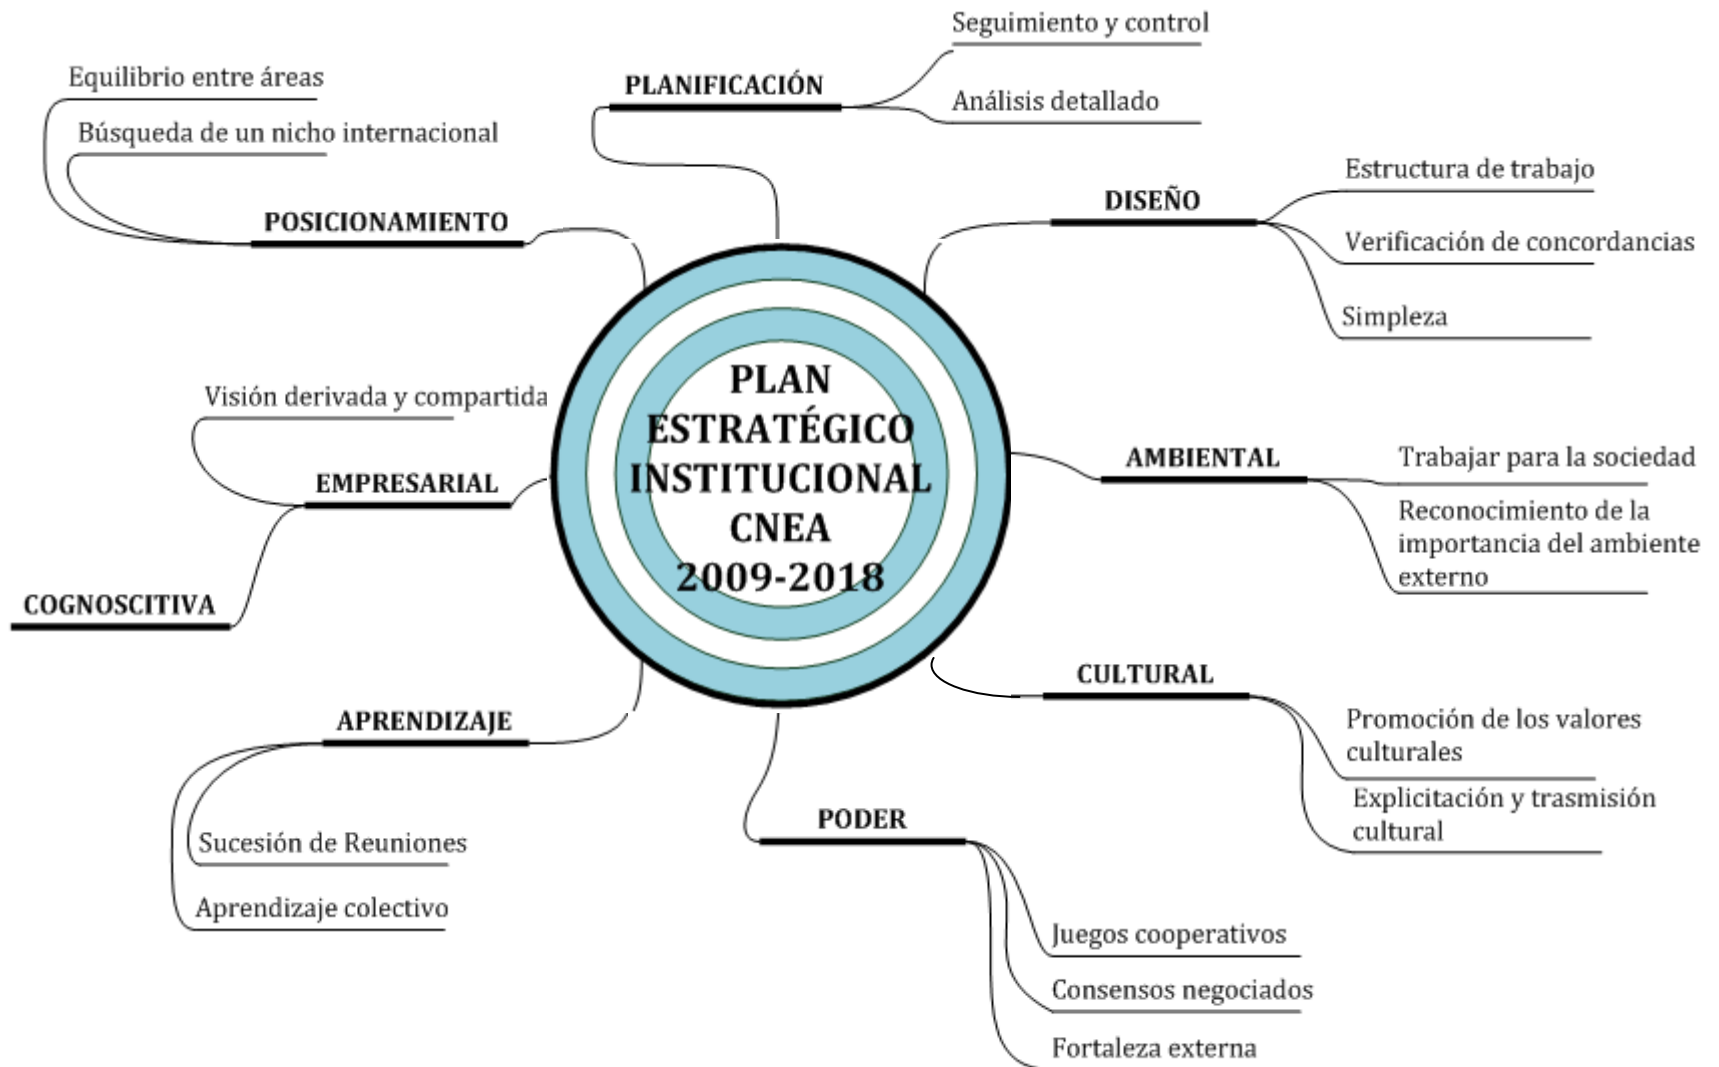 Seguimiento y control
PLANIFICACIÓN
Análisis detallado
Equilibrio entre áreas
Búsqueda de un nicho internacional
POSICIONAMIENTO
DISEÑO
Estructura de trabajo
Verificación de concordancias
Simpleza
PLAN
ESTRATÉGICO
INSTITUCIONAL
CNEA
2009-2018
Visión derivada y compartida
EMPRESARIAL
COGNOSCITIVA
AMBIENTAL
Trabajar para la sociedad
Reconocimiento de la
importancia del ambiente
externo
CULTURAL
Promoción de los valores
culturales
Explicitación y trasmisión
cultural
APRENDIZAJE
Sucesión de Reuniones
Aprendizaje colectivo
PODER
Juegos cooperativos
Consensos negociados
Fortaleza externa